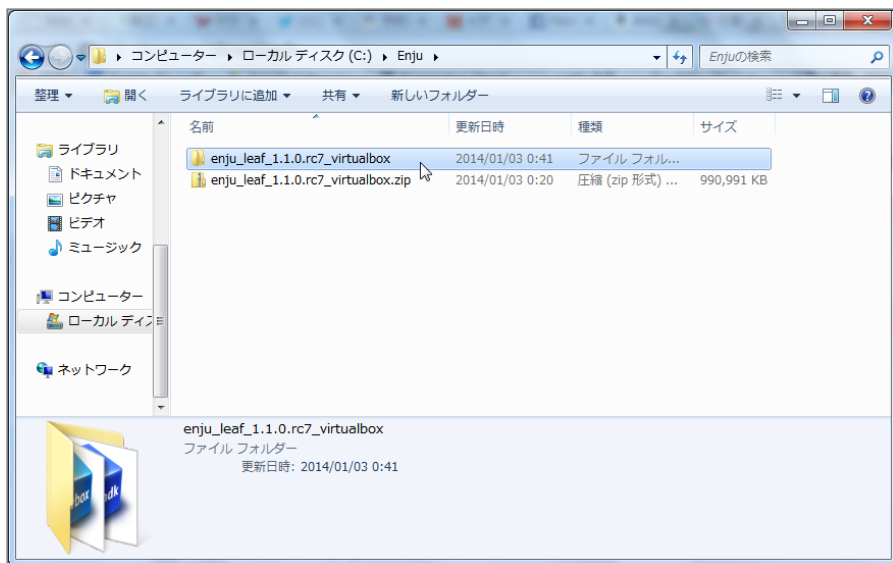 コンピューター ▸ ローカル ディスク (C:) ▸ Enju ▸
Enjuの検索
整理 ▼ 開く ライブラリに追加 ▼ 共有 ▼ 新しいフォルダー
名前 更新日時 種類 サイズ
enju_leaf_1.1.0.rc7_virtualbox 2014/01/03 0:41 ファイル フォル...
enju_leaf_1.1.0.rc7_virtualbox.zip 2014/01/03 0:20 圧縮 (zip 形式) ... 990,991 KB
ライブラリ
ドキュメント
ピクチャ
ビデオ
ミュージック
コンピューター
ローカル ディ
ネットワーク
enju_leaf_1.1.0.rc7_virtualbox
ファイル フォルダー
更新日時: 2014/01/03 0:41